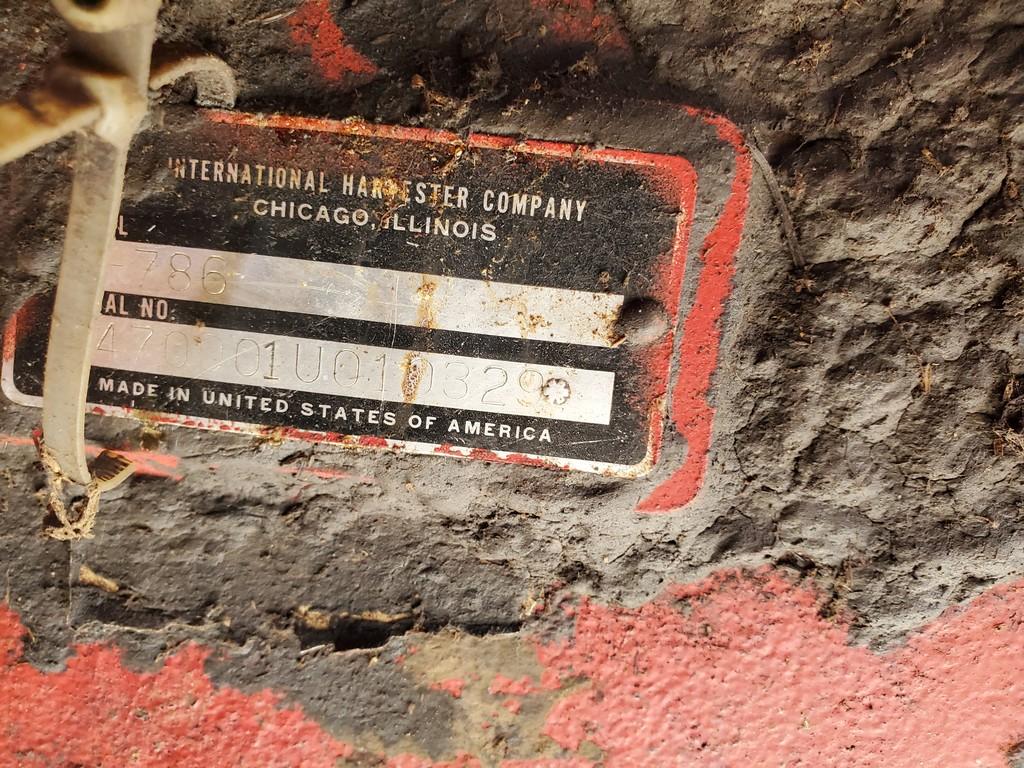 INTERNATIONAL HARVESTER COMPANY
CHICAGO, ILLINOIS
L
-786
AL NO.
MADE IN UNITED STATES OF AMERICA